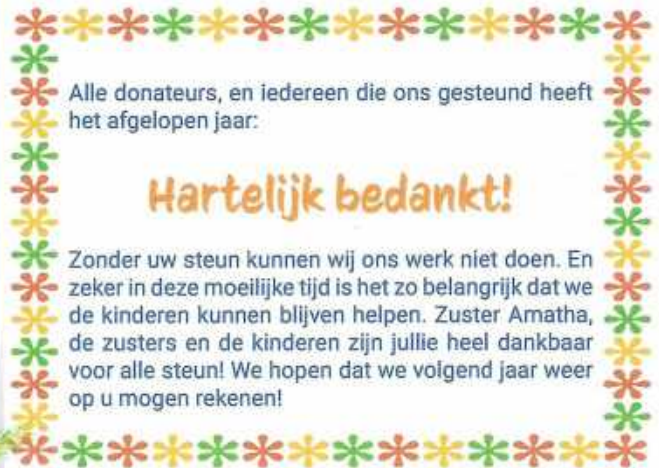 Alle donateurs, en iedereen die ons gesteund heeft
het afgelopen jaar:
Hartelijk bedankt!
Zonder uw steun kunnen wij ons werk niet doen. En
zeker in deze moeilijke tijd is het zo belangrijk dat we
de kinderen kunnen blijven helpen. Zuster Amatha,
de zusters en de kinderen zijn jullie heel dankbaar
voor alle steun! We hopen dat we volgend jaar weer
op u mogen rekenen!